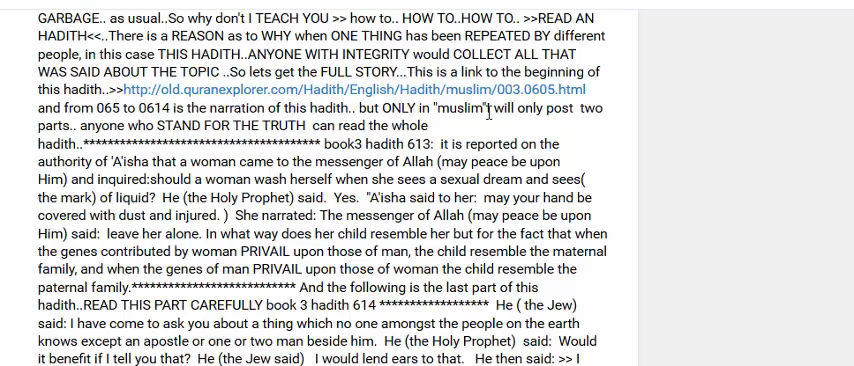 GARBAGE.. as usual..So why don't I TEACH YOU >> how to.. HOW TO..HOW TO.. >>READ AN
HADITH<<..There is a REASON as to WHY when ONE THING has been REPEATED BY different
people, in this case THIS HADITH..ANYONE WITH INTEGRITY would COLLECT ALL THAT
WAS SAID ABOUT THE TOPIC ..So lets get the FULL STORY...This is a link to the beginning of
this hadith..>>http://old.quranexplorer.com/Hadith/English/Hadith/muslim/003.0605.html
and from 065 to 0614 is the narration of this hadith.. but ONLY in "muslim"I will only post two
parts.. anyone who STAND FOR THE TRUTH can read the whole
hadith..************************************ book3 hadith 613: it is reported on the
authority of 'A'isha that a woman came to the messenger of Allah (may peace be upon
Him) and inquired:should a woman wash herself when she sees a sexual dream and sees(
the mark) of liquid? He (the Holy Prophet) said. Yes. "A'isha said to her: may your hand be
covered with dust and injured. ) She narrated: The messenger of Allah (may peace be upon
Him) said: leave her alone. In what way does her child resemble her but for the fact that when
the genes contributed by woman PRIVAIL upon those of man, the child resemble the maternal
family, and when the genes of man PRIVAIL upon those of woman the child resemble the
paternal family.************************* And the following is the last part of this
hadith..READ THIS PART CAREFULLY book 3 hadith 614 ****************** He ( the Jew)
said: I have come to ask you about a thing which no one amongst the people on the earth
knows except an apostle or one or two man beside him. He (the Holy Prophet) said: Would
it benefit if I tell you that? He (the Jew said) I would lend ears to that. He then said: >> I